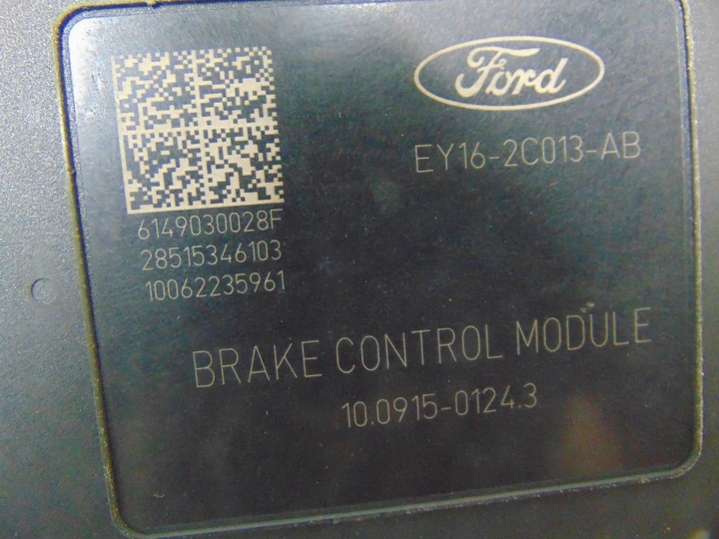 Ford
EY16-2C013-AB
6149030028F
28515346103
10062235961
BRAKE CONTROL MODULE
10.0915-0124.3